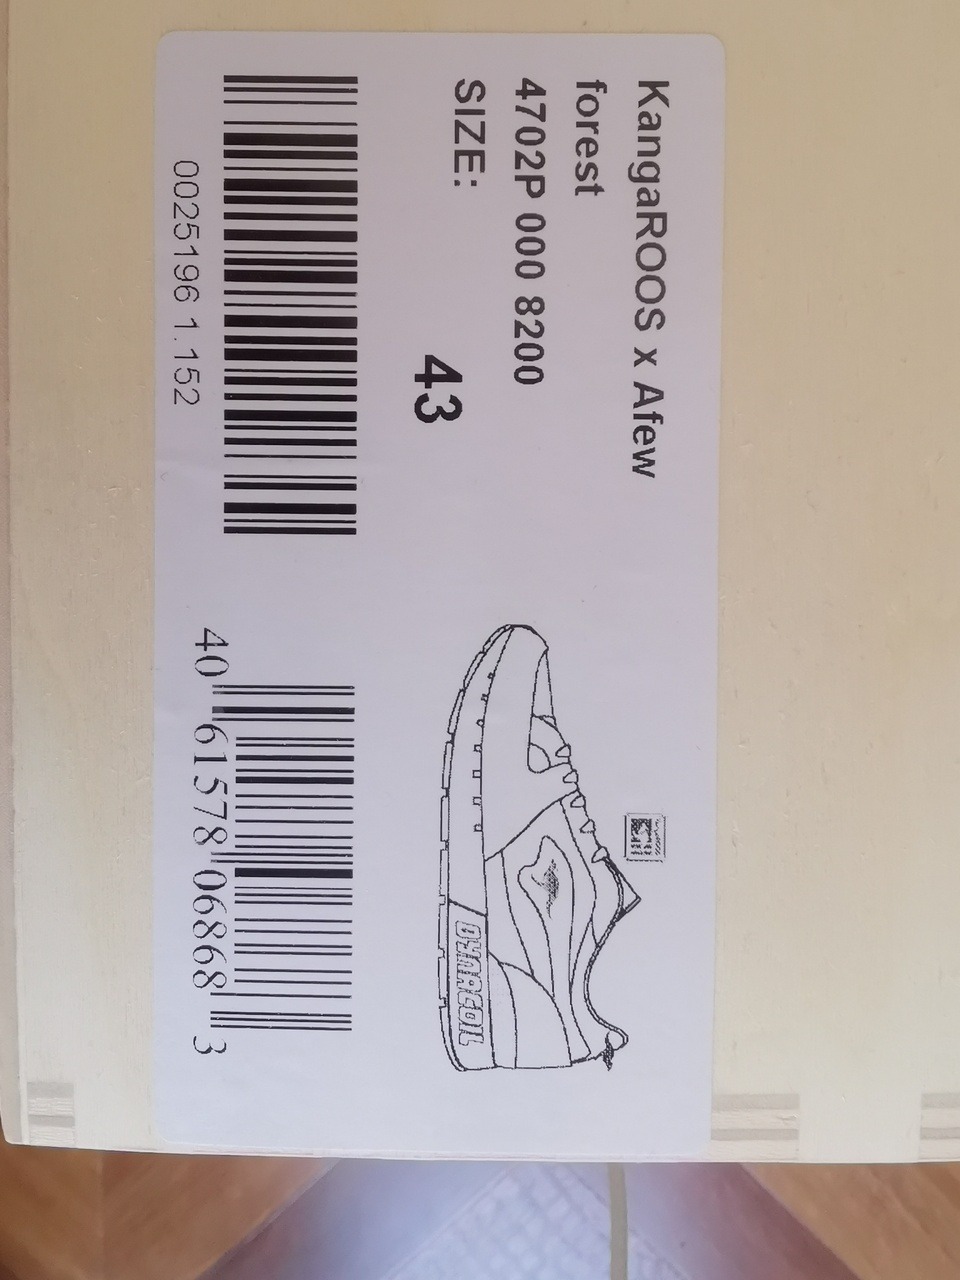 KangaROOS x Afew
forest
4702P 000 8200
SIZE:
43
DYNACOIL
0025196 1.152
40 61578 06868 3